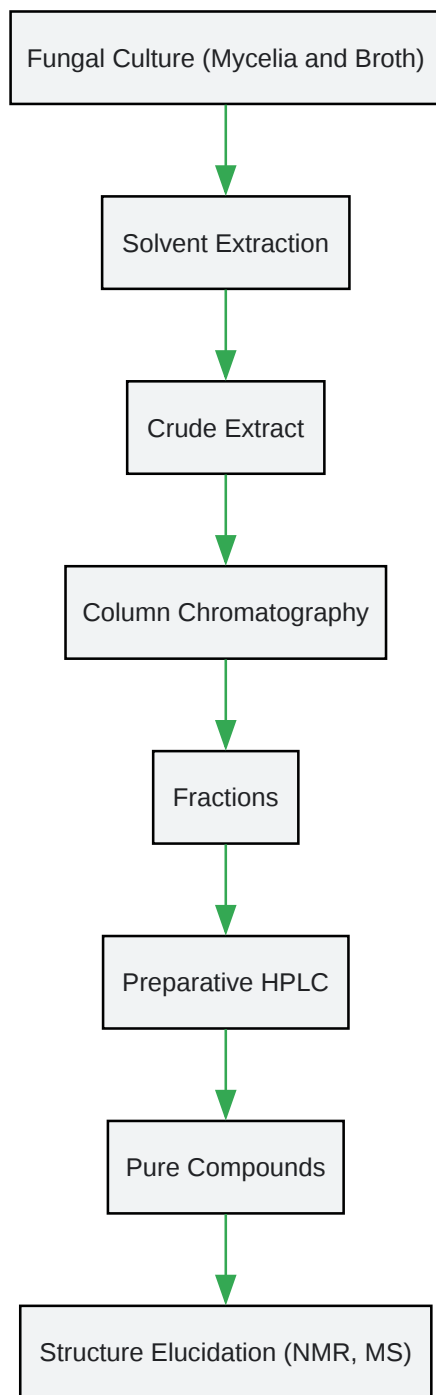 Fungal Culture (Mycelia and Broth)
Solvent Extraction
Crude Extract
Column Chromatography
Fractions
Preparative HPLC
Pure Compounds
Structure Elucidation (NMR, MS)